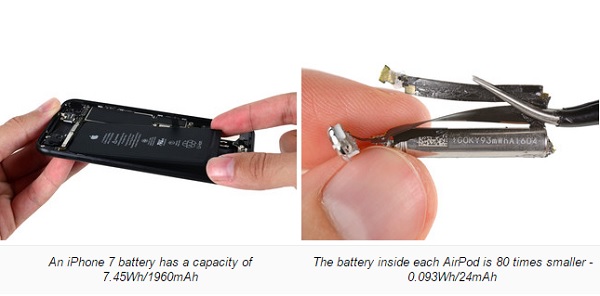 YG0KY93mWhA1604
An iPhone 7 battery has a capacity of
7.45Wh/1960mAh
The battery inside each AirPod is 80 times smaller -
0.093Wh/24mAh